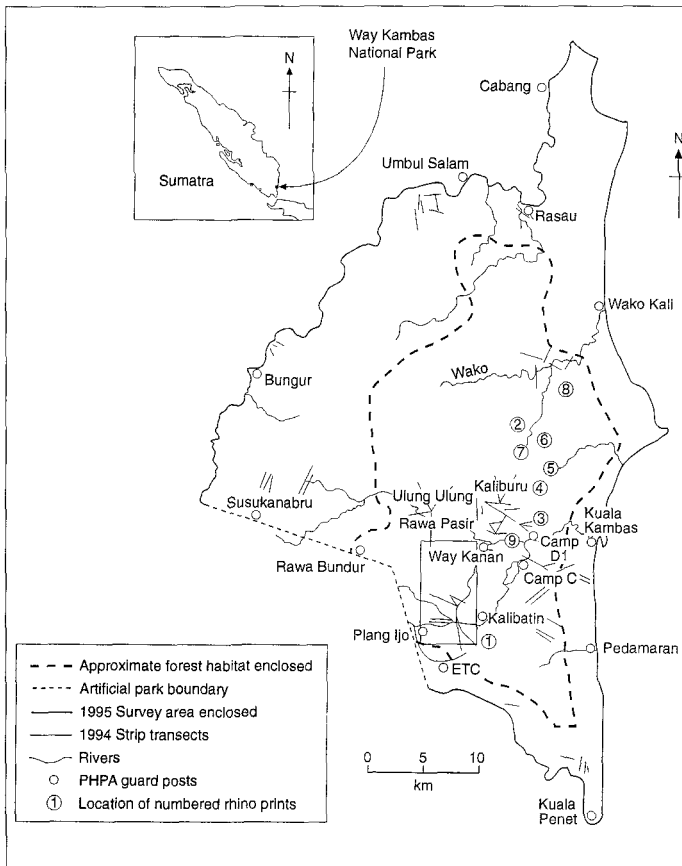 Way Kambas
National Park
N
Sumatra
Cabang
N
Umbul Salam
Rasau
Wako Kali
Wako
Bungur
8
2
6
7
5
Kaliburu
4
Ulung Ulung
Susukanabru
Rawa Pasir
3
Kuala
Kambas
9
Camp
D1
Way Kanan
Rawa Bundur
Camp C
Kalibatin
Plang Ijo
1
Pedamaran
ETC
Approximate forest habitat enclosed
Artificial park boundary
1995 Survey area enclosed
1994 Strip transects
Rivers
PHPA guard posts
1 Location of numbered rhino prints
0 5 10
km
Kuala
Penet